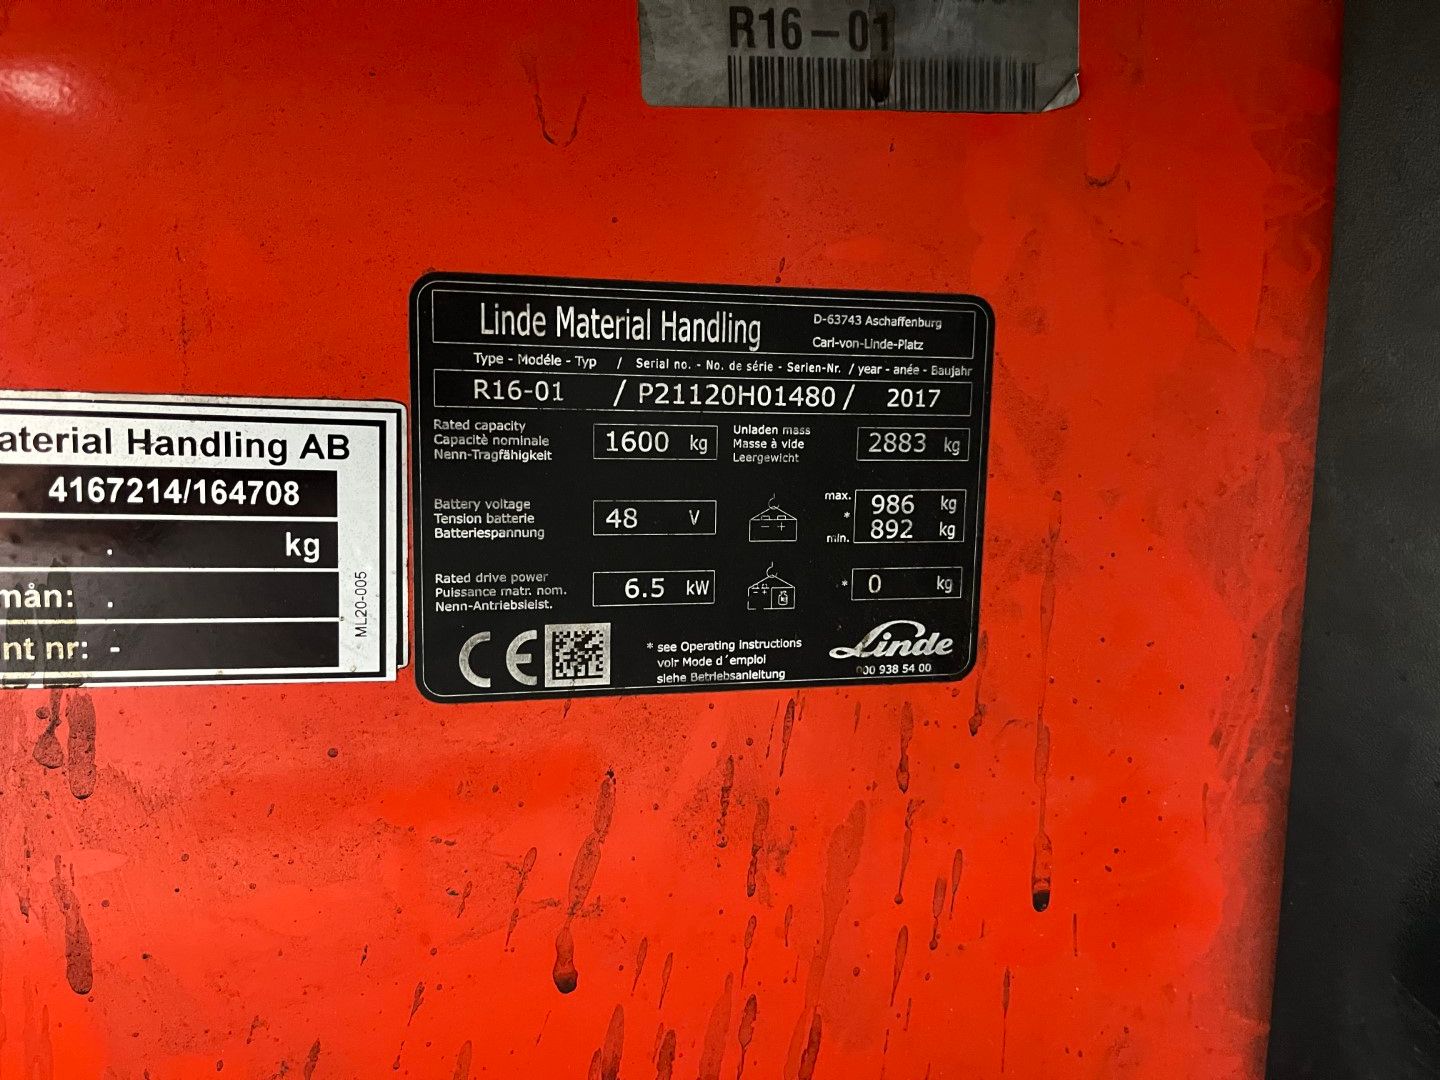 R16-01
Linde Material Handling
D-63743 Aschaffenburg
Carl-von-Linde-Platz
Type - Modéle - Typ / Serial no. - No. de série - Serien-Nr. / year - anée - Baujahr
R16-01 / P21120H01480 / 2017
Rated capacity
Capacitè nominale
Nenn-Tragfähigkeit
1600 kg
Unladen mass
Masse à vide
Leergewicht
2883 kg
Battery voltage
Tension batterie
Batteriespannung
48 V
max. 986 kg
*
min. 892 kg
Rated drive power
Puissance matr. nom.
Nenn-Antriebsleist.
6.5 kW
* 0 kg
CE
* see Operating Instructions
voir Mode d´emploi
siehe Betriebsanleitung
Linde
000 938 54 00
aterial Handling AB
4167214/164708
. kg
mån: .
nt nr: -
ML20-005